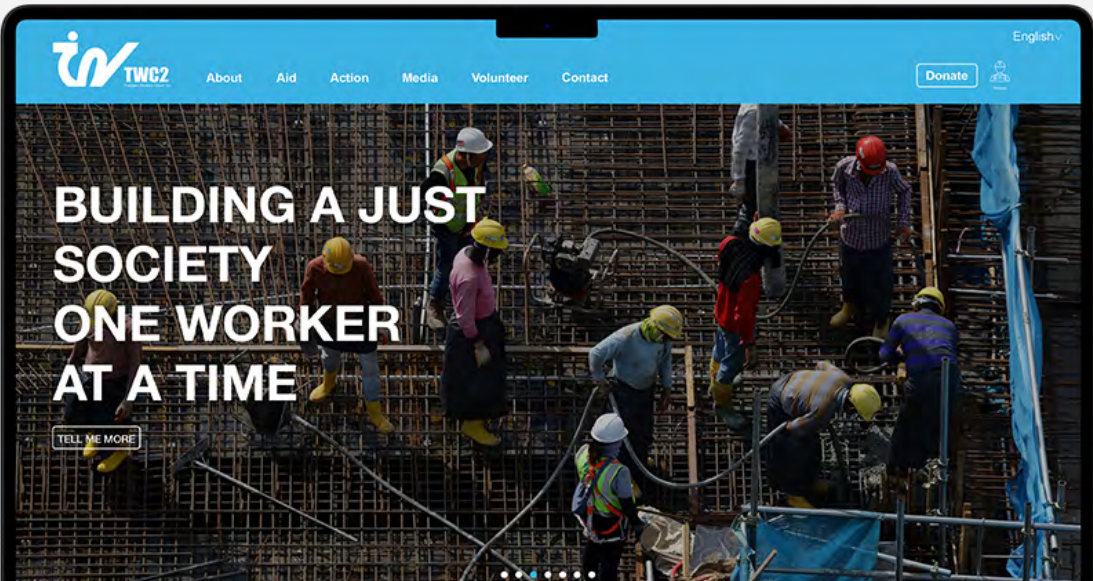 English
TWC2
About
Aid
Action
Media
Volunteer
Contact
Donate
BUILDING A JUST
SOCIETY
ONE WORKER
AT A TIME
TELL ME MORE